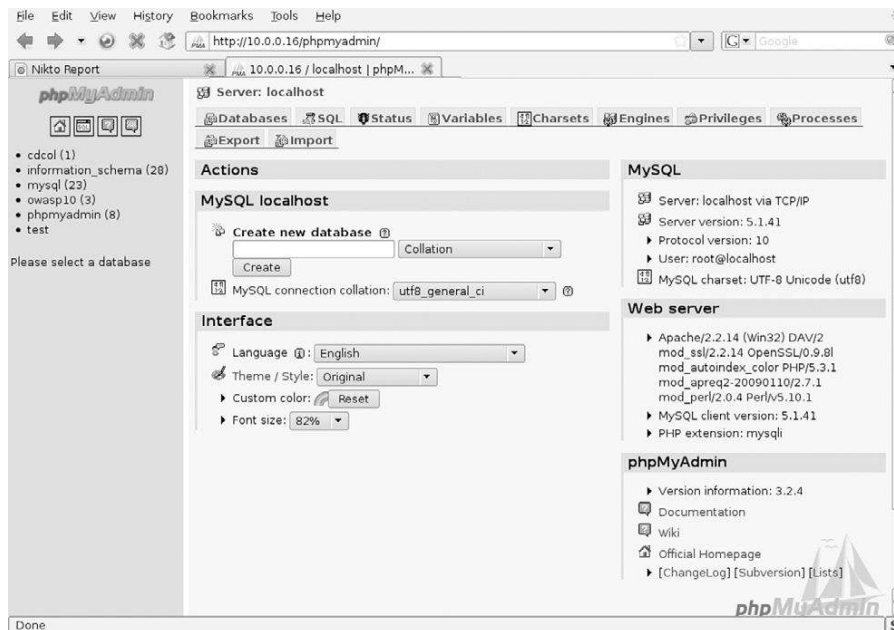 File Edit View History Bookmarks Tools Help
http://10.0.0.16/phpmyadmin/
G Google
Nikto Report
10.0.0.16 / localhost | phpM...
phpMyAdmin
cdcol (1)
information_schema (28)
mysql (23)
owasp10 (3)
phpmyadmin (8)
test
Please select a database
Server: localhost
Databases SQL Status Variables Charsets Engines Privileges Processes
Export Import
Actions
MySQL localhost
Create new database
Collation
Create
MySQL connection collation: utf8_general_ci
Interface
Language: English
Theme / Style: Original
Custom color: Reset
Font size: 82%
MySQL
Server: localhost via TCP/IP
Server version: 5.1.41
Protocol version: 10
User: root@localhost
MySQL charset: UTF-8 Unicode (utf8)
Web server
Apache/2.2.14 (Win32) DAV/2
mod_ssl/2.2.14 OpenSSL/0.9.8l
mod_autoindex_color PHP/5.3.1
mod_apreq2-20090110/2.7.1
mod_perl/2.0.4 Perl/v5.10.1
MySQL client version: 5.1.41
PHP extension: mysqli
phpMyAdmin
Version information: 3.2.4
Documentation
Wiki
Official Homepage
[ChangeLog] [Subversion] [Lists]
phpMyAdmin
Done